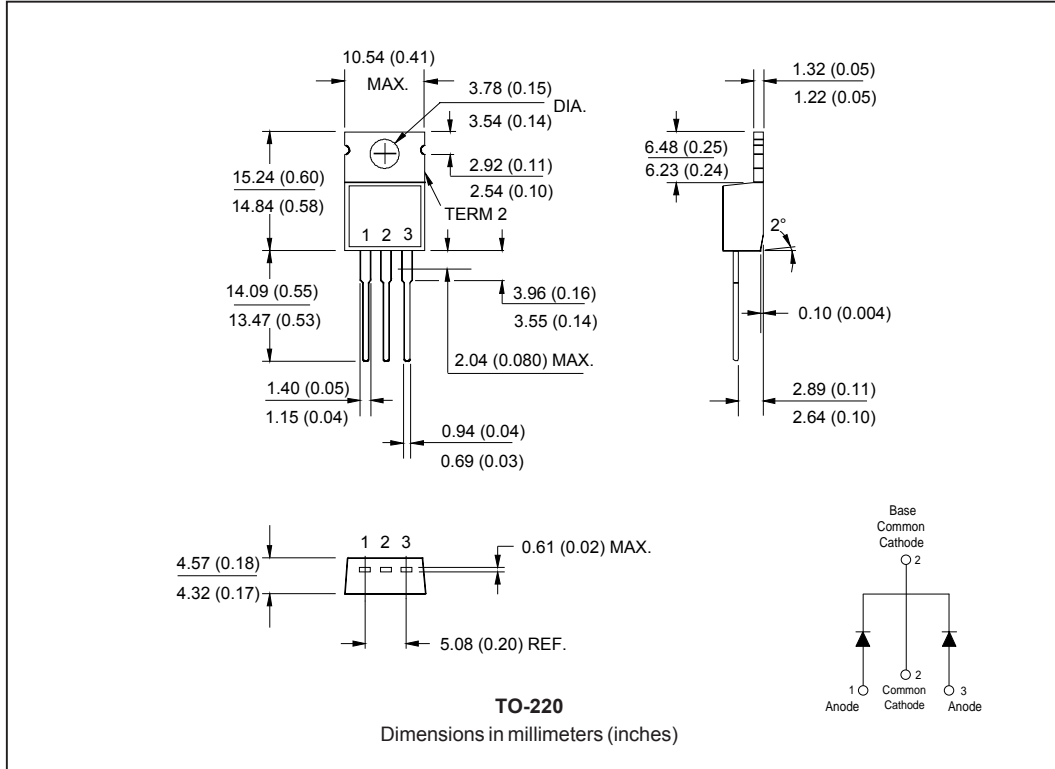 10.54 (0.41)
MAX.
3.78 (0.15)
3.54 (0.14)
DIA.
1.32 (0.05)
1.22 (0.05)
15.24 (0.60)
14.84 (0.58)
2.92 (0.11)
2.54 (0.10)
TERM 2
6.48 (0.25)
6.23 (0.24)
1 2 3
2°
14.09 (0.55)
13.47 (0.53)
3.96 (0.16)
3.55 (0.14)
0.10 (0.004)
2.04 (0.080) MAX.
1.40 (0.05)
1.15 (0.04)
2.89 (0.11)
2.64 (0.10)
0.94 (0.04)
0.69 (0.03)
1 2 3
0.61 (0.02) MAX.
4.57 (0.18)
4.32 (0.17)
5.08 (0.20) REF.
Base
Common
Cathode
2
2
1
Anode
Common
Cathode
3
Anode
TO-220
Dimensions in millimeters (inches)